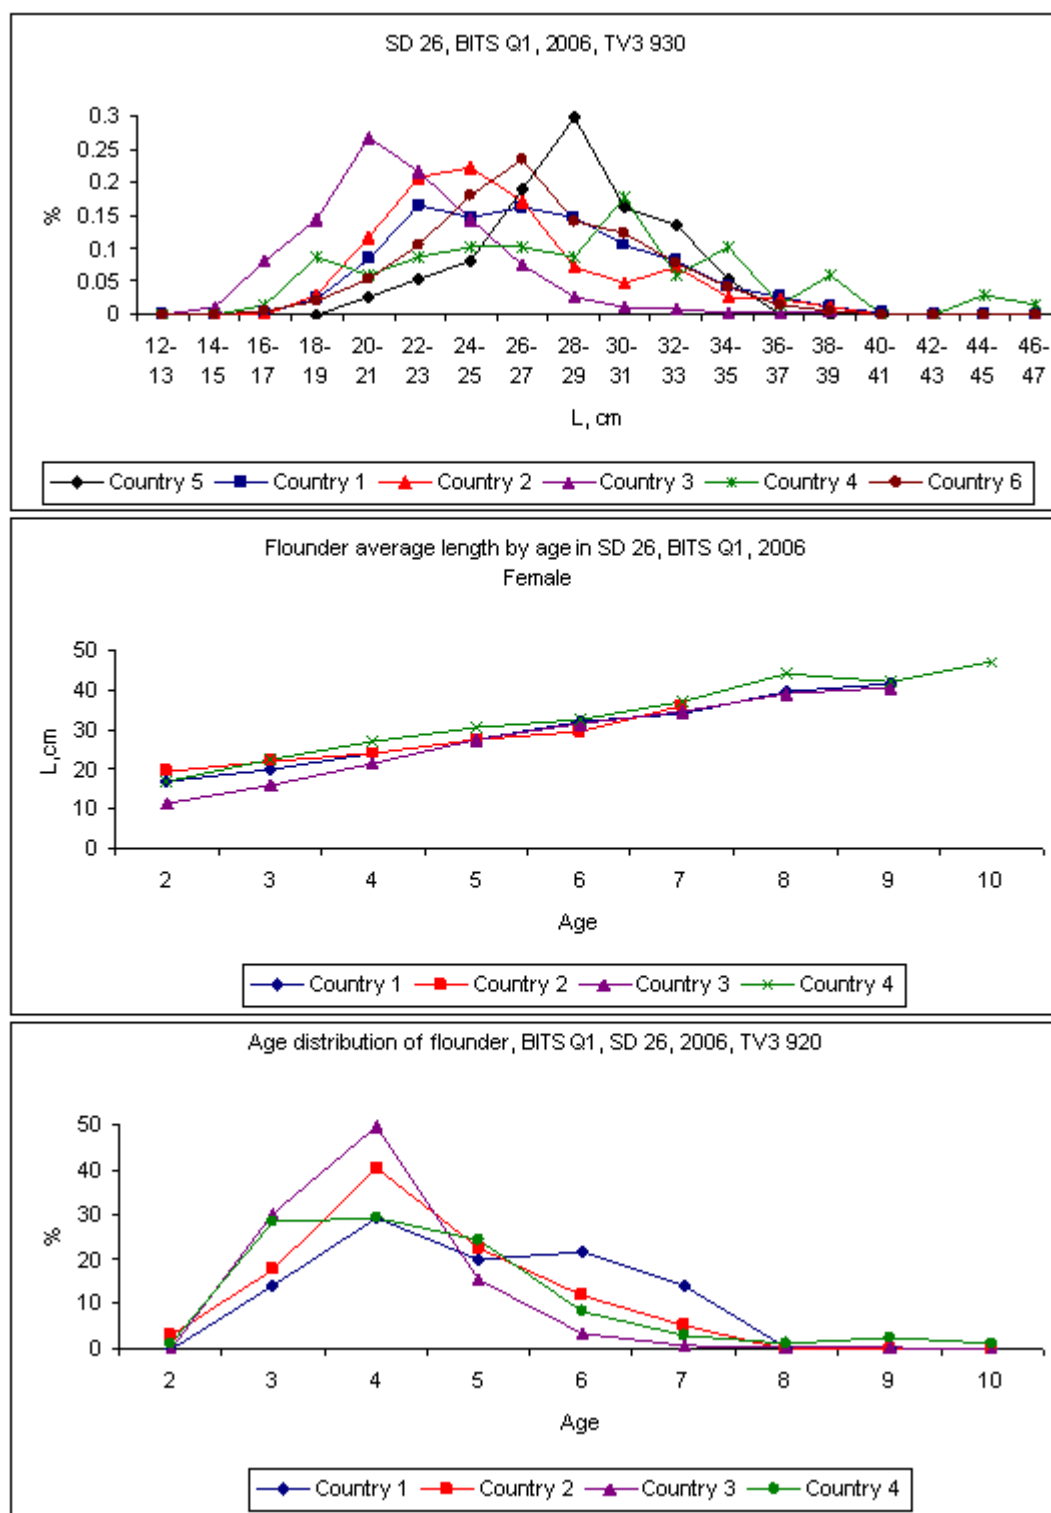 SD 26, BITS Q1, 2006, TV3 930
0.3
0.25
0.2
0.15
0.1
0.05
0
%
12-13 14-15 16-17 18-19 20-21 22-23 24-25 26-27 28-29 30-31 32-33 34-35 36-37 38-39 40-41 42-43 44-45 46-47
L, cm
Country 5 Country 1 Country 2 Country 3 Country 4 Country 6
Flounder average length by age in SD 26, BITS Q1, 2006
Female
50
40
30
20
10
0
L,cm
2 3 4 5 6 7 8 9 10
Age
Country 1 Country 2 Country 3 Country 4
Age distribution of flounder, BITS Q1, SD 26, 2006, TV3 920
50
40
30
20
10
0
%
2 3 4 5 6 7 8 9 10
Age
Country 1 Country 2 Country 3 Country 4